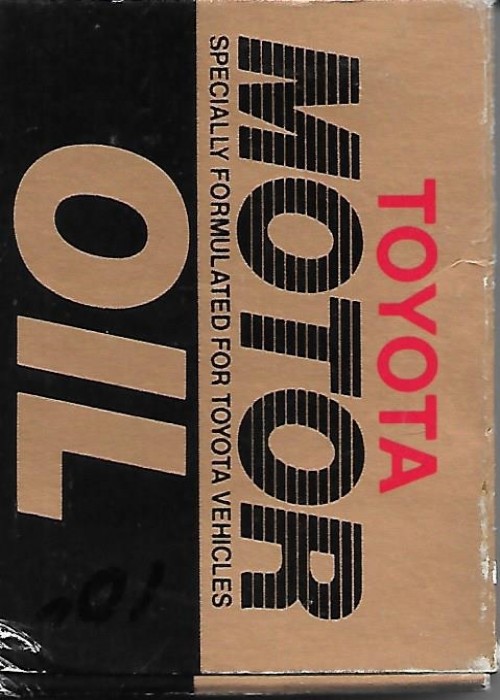 TOYOTA
MOTOR
SPECIALLY FORMULATED FOR TOYOTA VEHICLES
OIL